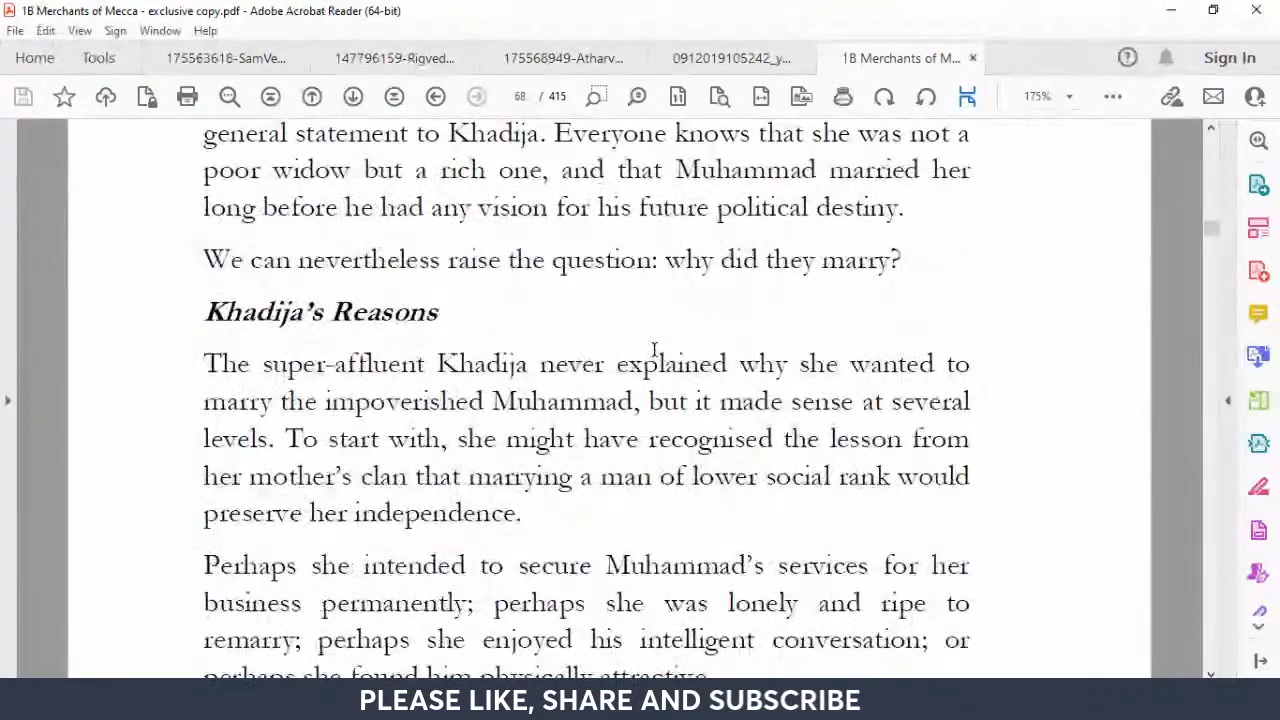 1B Merchants of Mecca - exclusive copy.pdf - Adobe Acrobat Reader (64-bit)
File Edit View Sign Window Help
Home Tools 175563618-SamVe... 147796159-Rigved... 175568949-Atharv... 0912019105242_y... 1B Merchants of M... × Sign In
68 / 415 175%
general statement to Khadija. Everyone knows that she was not a
poor widow but a rich one, and that Muhammad married her
long before he had any vision for his future political destiny.
We can nevertheless raise the question: why did they marry?
Khadija's Reasons
The super-affluent Khadija never explained why she wanted to
marry the impoverished Muhammad, but it made sense at several
levels. To start with, she might have recognised the lesson from
her mother's clan that marrying a man of lower social rank would
preserve her independence.
Perhaps she intended to secure Muhammad's services for her
business permanently; perhaps she was lonely and ripe to
remarry; perhaps she enjoyed his intelligent conversation; or
perhaps she found him physically attractive.
PLEASE LIKE, SHARE AND SUBSCRIBE